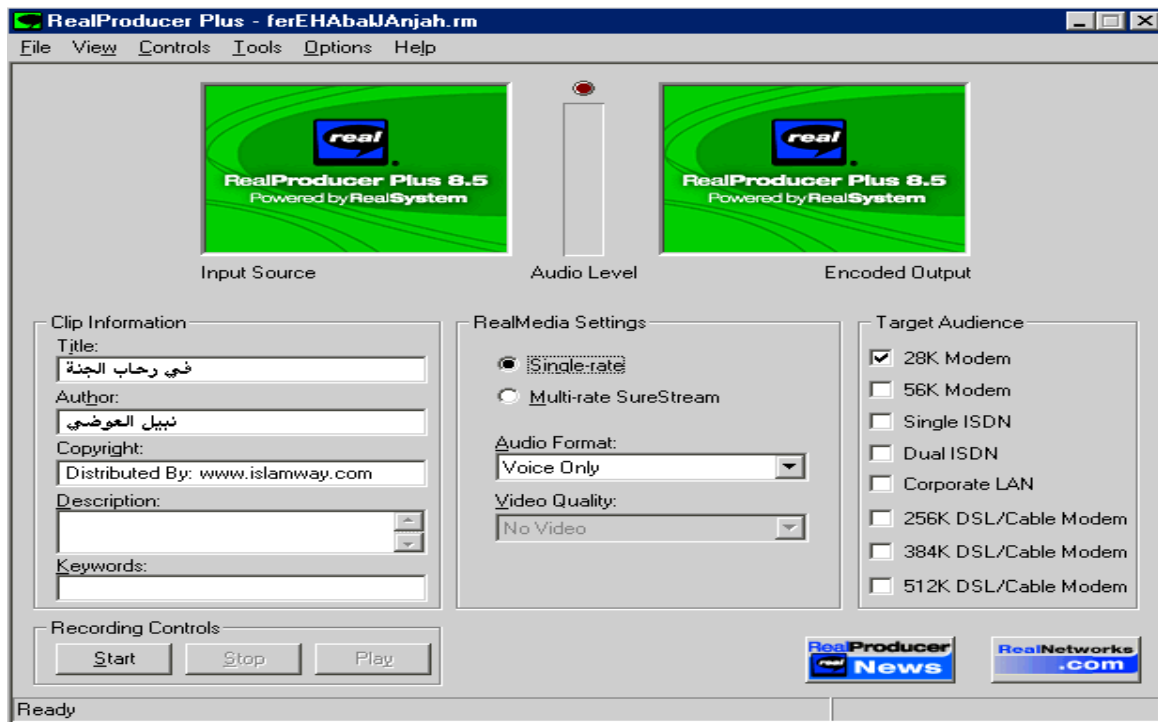 RealProducer Plus - ferEHAbalJAnjah.rm
File View Controls Tools Options Help
real
RealProducer Plus 8.5
Powered by RealSystem
real
RealProducer Plus 8.5
Powered by RealSystem
Input Source
Audio Level
Encoded Output
Clip Information
Title:
في رحاب الجنة
Author:
نبيل العوضي
Copyright:
Distributed By: www.islamway.com
Description:
Keywords:
RealMedia Settings
Single-rate
Multi-rate SureStream
Audio Format:
Voice Only
Video Quality:
No Video
Target Audience
28K Modem
56K Modem
Single ISDN
Dual ISDN
Corporate LAN
256K DSL/Cable Modem
384K DSL/Cable Modem
512K DSL/Cable Modem
Recording Controls
Start
Stop
Play
RealProducer
real News
RealNetworks
.com
Ready